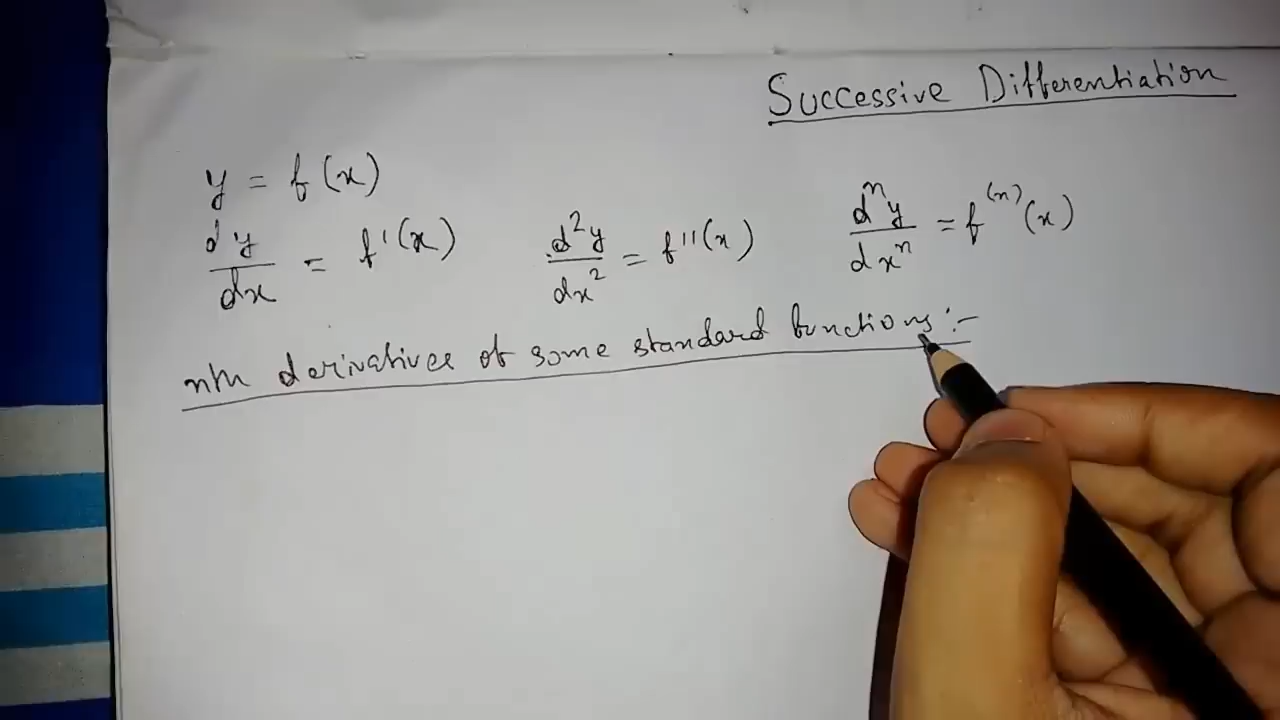 Successive Differentiation
y = f(x)
dy/dx = f'(x)  d²y/dx² = f''(x)  dⁿy/dxⁿ = f⁽ⁿ⁾(x)
nth derivatives of some standard functions :-